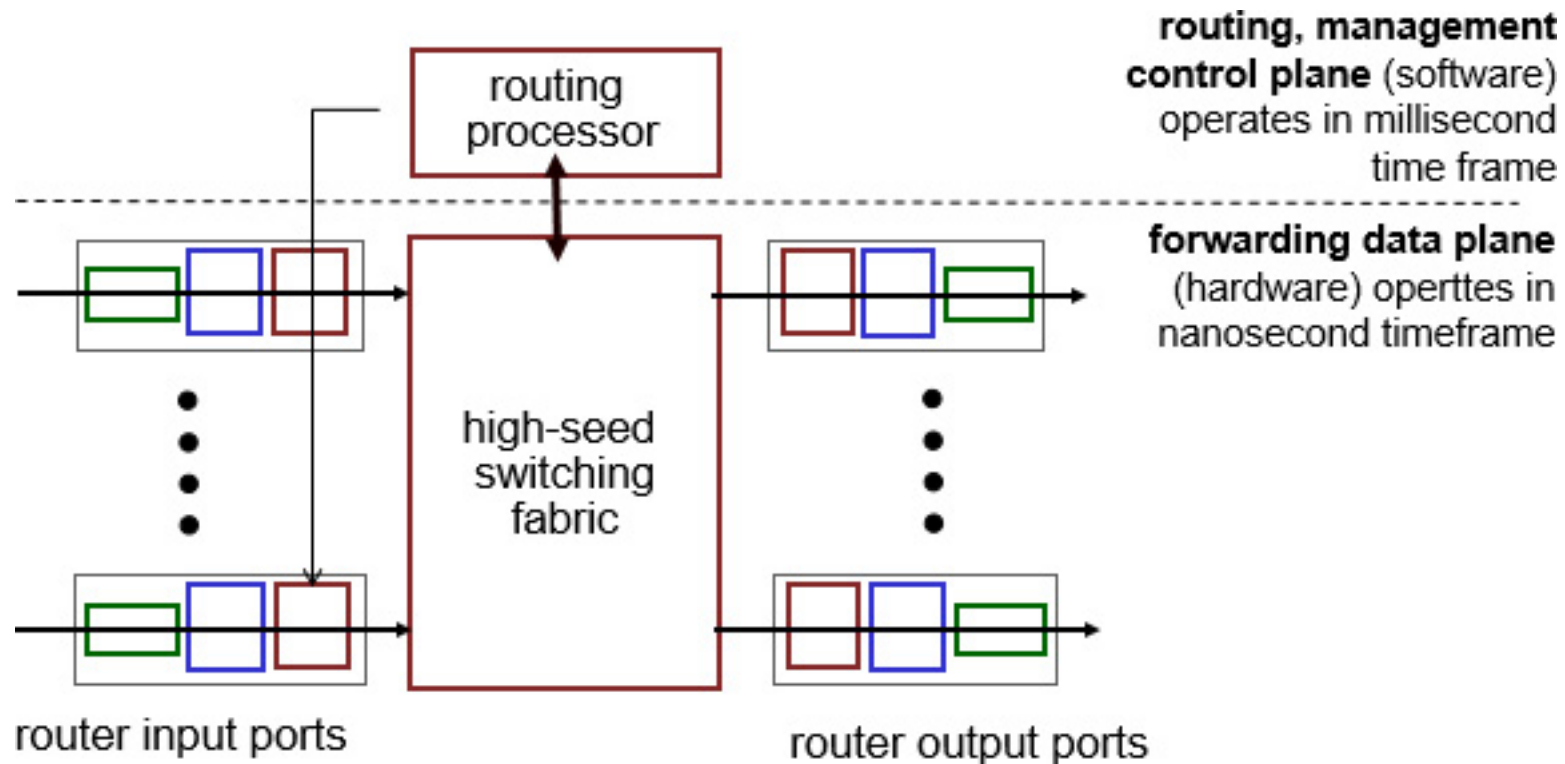 routing, management
control plane (software)
operates in millisecond
time frame
routing
processor
forwarding data plane
(hardware) operttes in
nanosecond timeframe
high-seed
switching
fabric
router input ports
router output ports